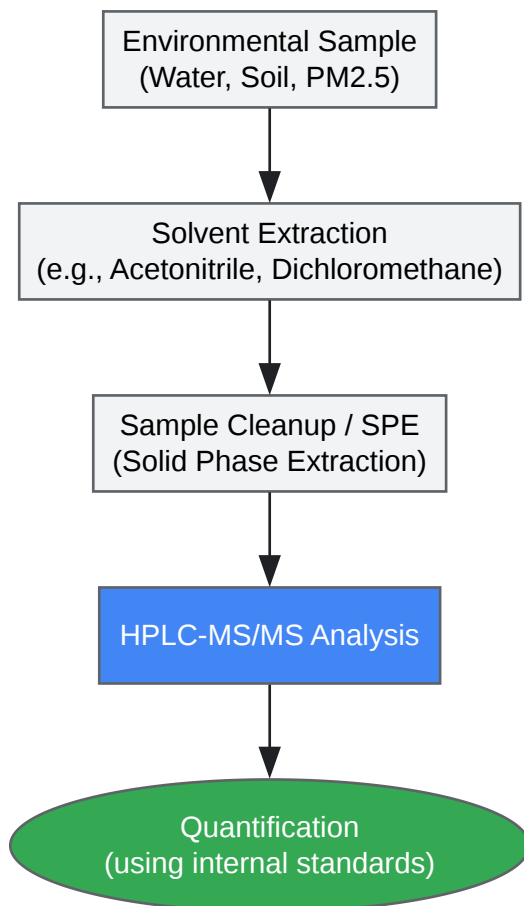 Environmental Sample
(Water, Soil, PM2.5)
Solvent Extraction
(e.g., Acetonitrile, Dichloromethane)
Sample Cleanup / SPE
(Solid Phase Extraction)
HPLC-MS/MS Analysis
Quantification
(using internal standards)